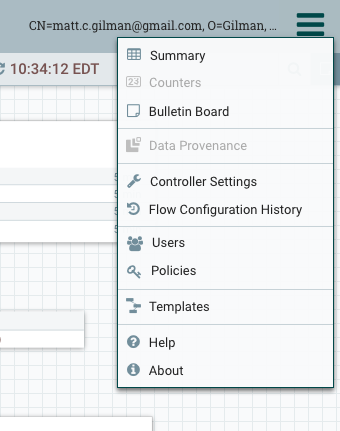 CN=matt.c.gilman@gmail.com, O=Gilman, ...
10:34:12 EDT
Summary
Counters
Bulletin Board
Data Provenance
Controller Settings
Flow Configuration History
Users
Policies
Templates
Help
About